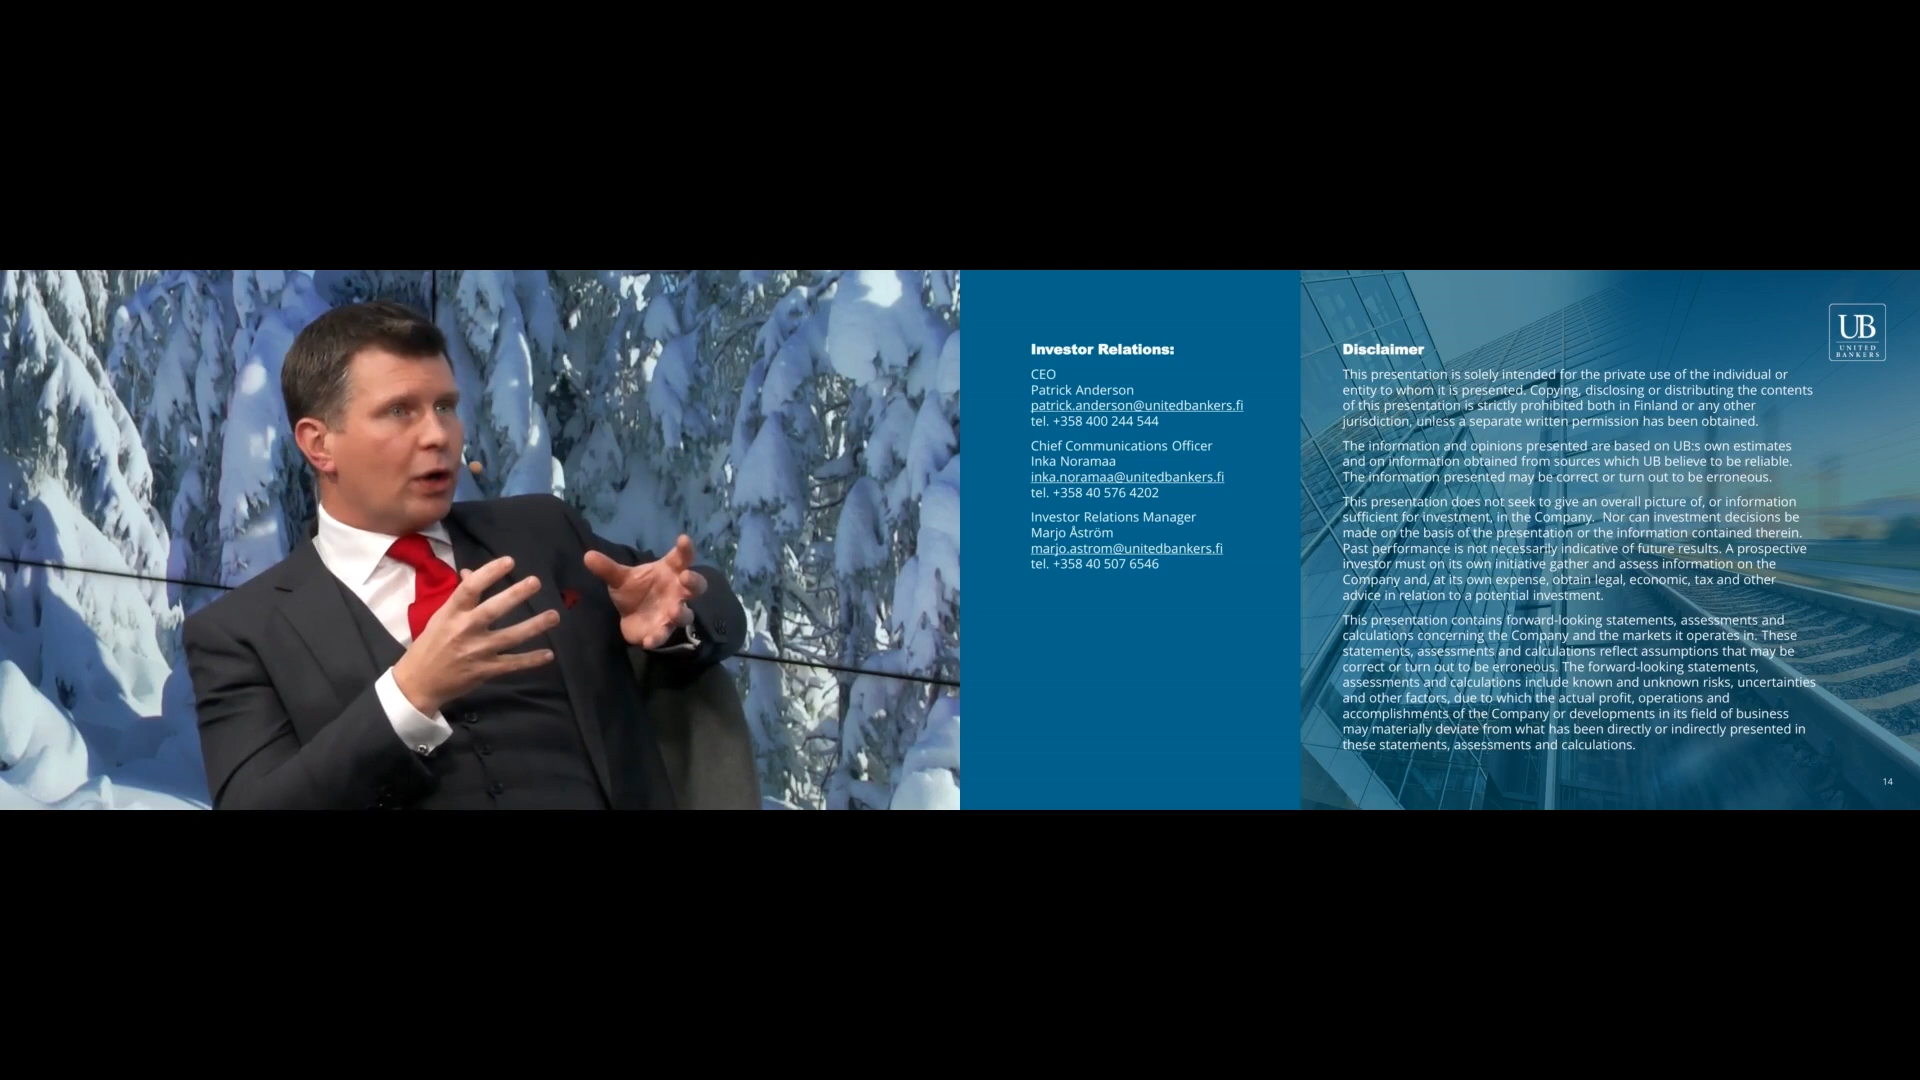 Investor Relations:
CEO
Patrick Anderson
patrick.anderson@unitedbankers.fi
tel. +358 400 244 544
Chief Communications Officer
Inka Noramaa
inka.noramaa@unitedbankers.fi
tel. +358 40 576 4202
Investor Relations Manager
Marjo Åström
marjo.astrom@unitedbankers.fi
tel. +358 40 507 6546
Disclaimer
This presentation is solely intended for the private use of the individual or
entity to whom it is presented. Copying, disclosing or distributing the contents
of this presentation is strictly prohibited both in Finland or any other
jurisdiction, unless a separate written permission has been obtained.
The information and opinions presented are based on UB:s own estimates
and on information obtained from sources which UB believe to be reliable.
The information presented may be correct or turn out to be erroneous.
This presentation does not seek to give an overall picture of, or information
sufficient for investment, in the Company.  Nor can investment decisions be
made on the basis of the presentation or the information contained therein.
Past performance is not necessarily indicative of future results. A prospective
investor must on its own initiative gather and assess information on the
Company and, at its own expense, obtain legal, economic, tax and other
advice in relation to a potential investment.
This presentation contains forward-looking statements, assessments and
calculations concerning the Company and the markets it operates in. These
statements, assessments and calculations reflect assumptions that may be
correct or turn out to be erroneous. The forward-looking statements,
assessments and calculations include known and unknown risks, uncertainties
and other factors, due to which the actual profit, operations and
accomplishments of the Company or developments in its field of business
may materially deviate from what has been directly or indirectly presented in
these statements, assessments and calculations.
UB
UNITED
BANKERS
14